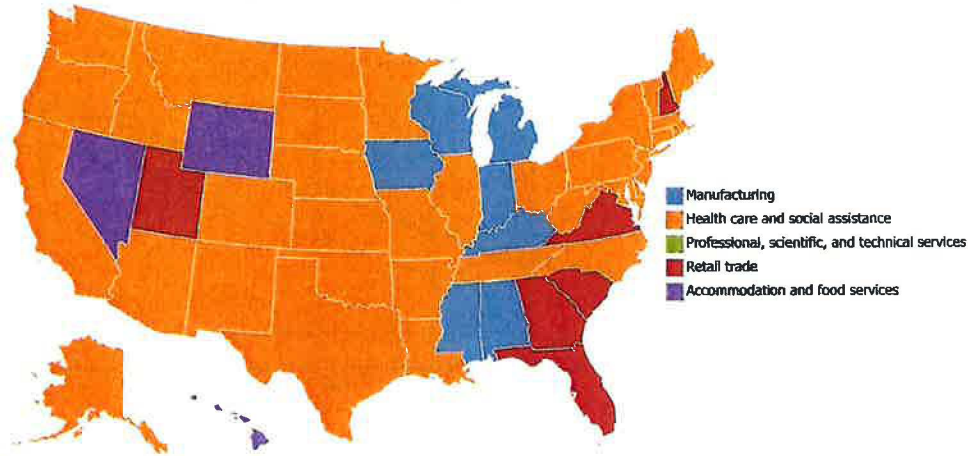 Manufacturing
Health care and social assistance
Professional, scientific, and technical services
Retail trade
Accommodation and food services